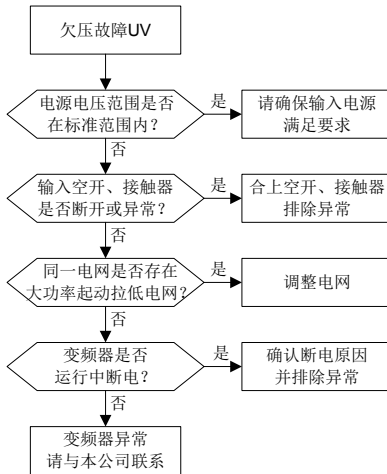 欠压故障UV
电源电压范围是否
在标准范围内？
是
请确保输入电源
满足要求
否
输入空开、接触器
是否断开或异常？
是
合上空开、接触器
排除异常
否
同一电网是否存在
大功率起动拉低电网？
是
调整电网
否
变频器是否
运行中断电？
是
确认断电原因
并排除异常
否
变频器异常
请与本公司联系